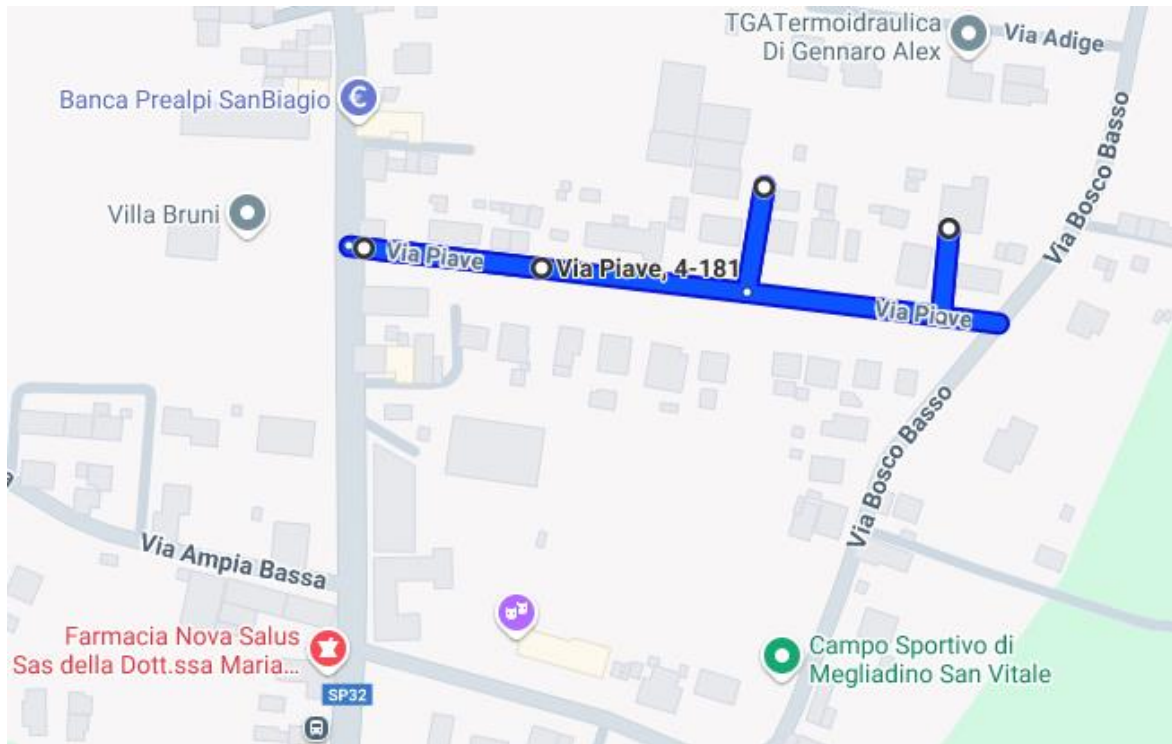 TGATermoidraulica
Di Gennaro Alex
Via Adige
Banca Prealpi SanBiagio
€
Via Bosco Basso
Villa Bruni
Via Piave
Via Piave, 4-181
Via Piave
Via Bosco Basso
Via Ampia Bassa
Farmacia Nova Salus
Sas della Dott.ssa Maria...
Campo Sportivo di
Megliadino San Vitale
SP32